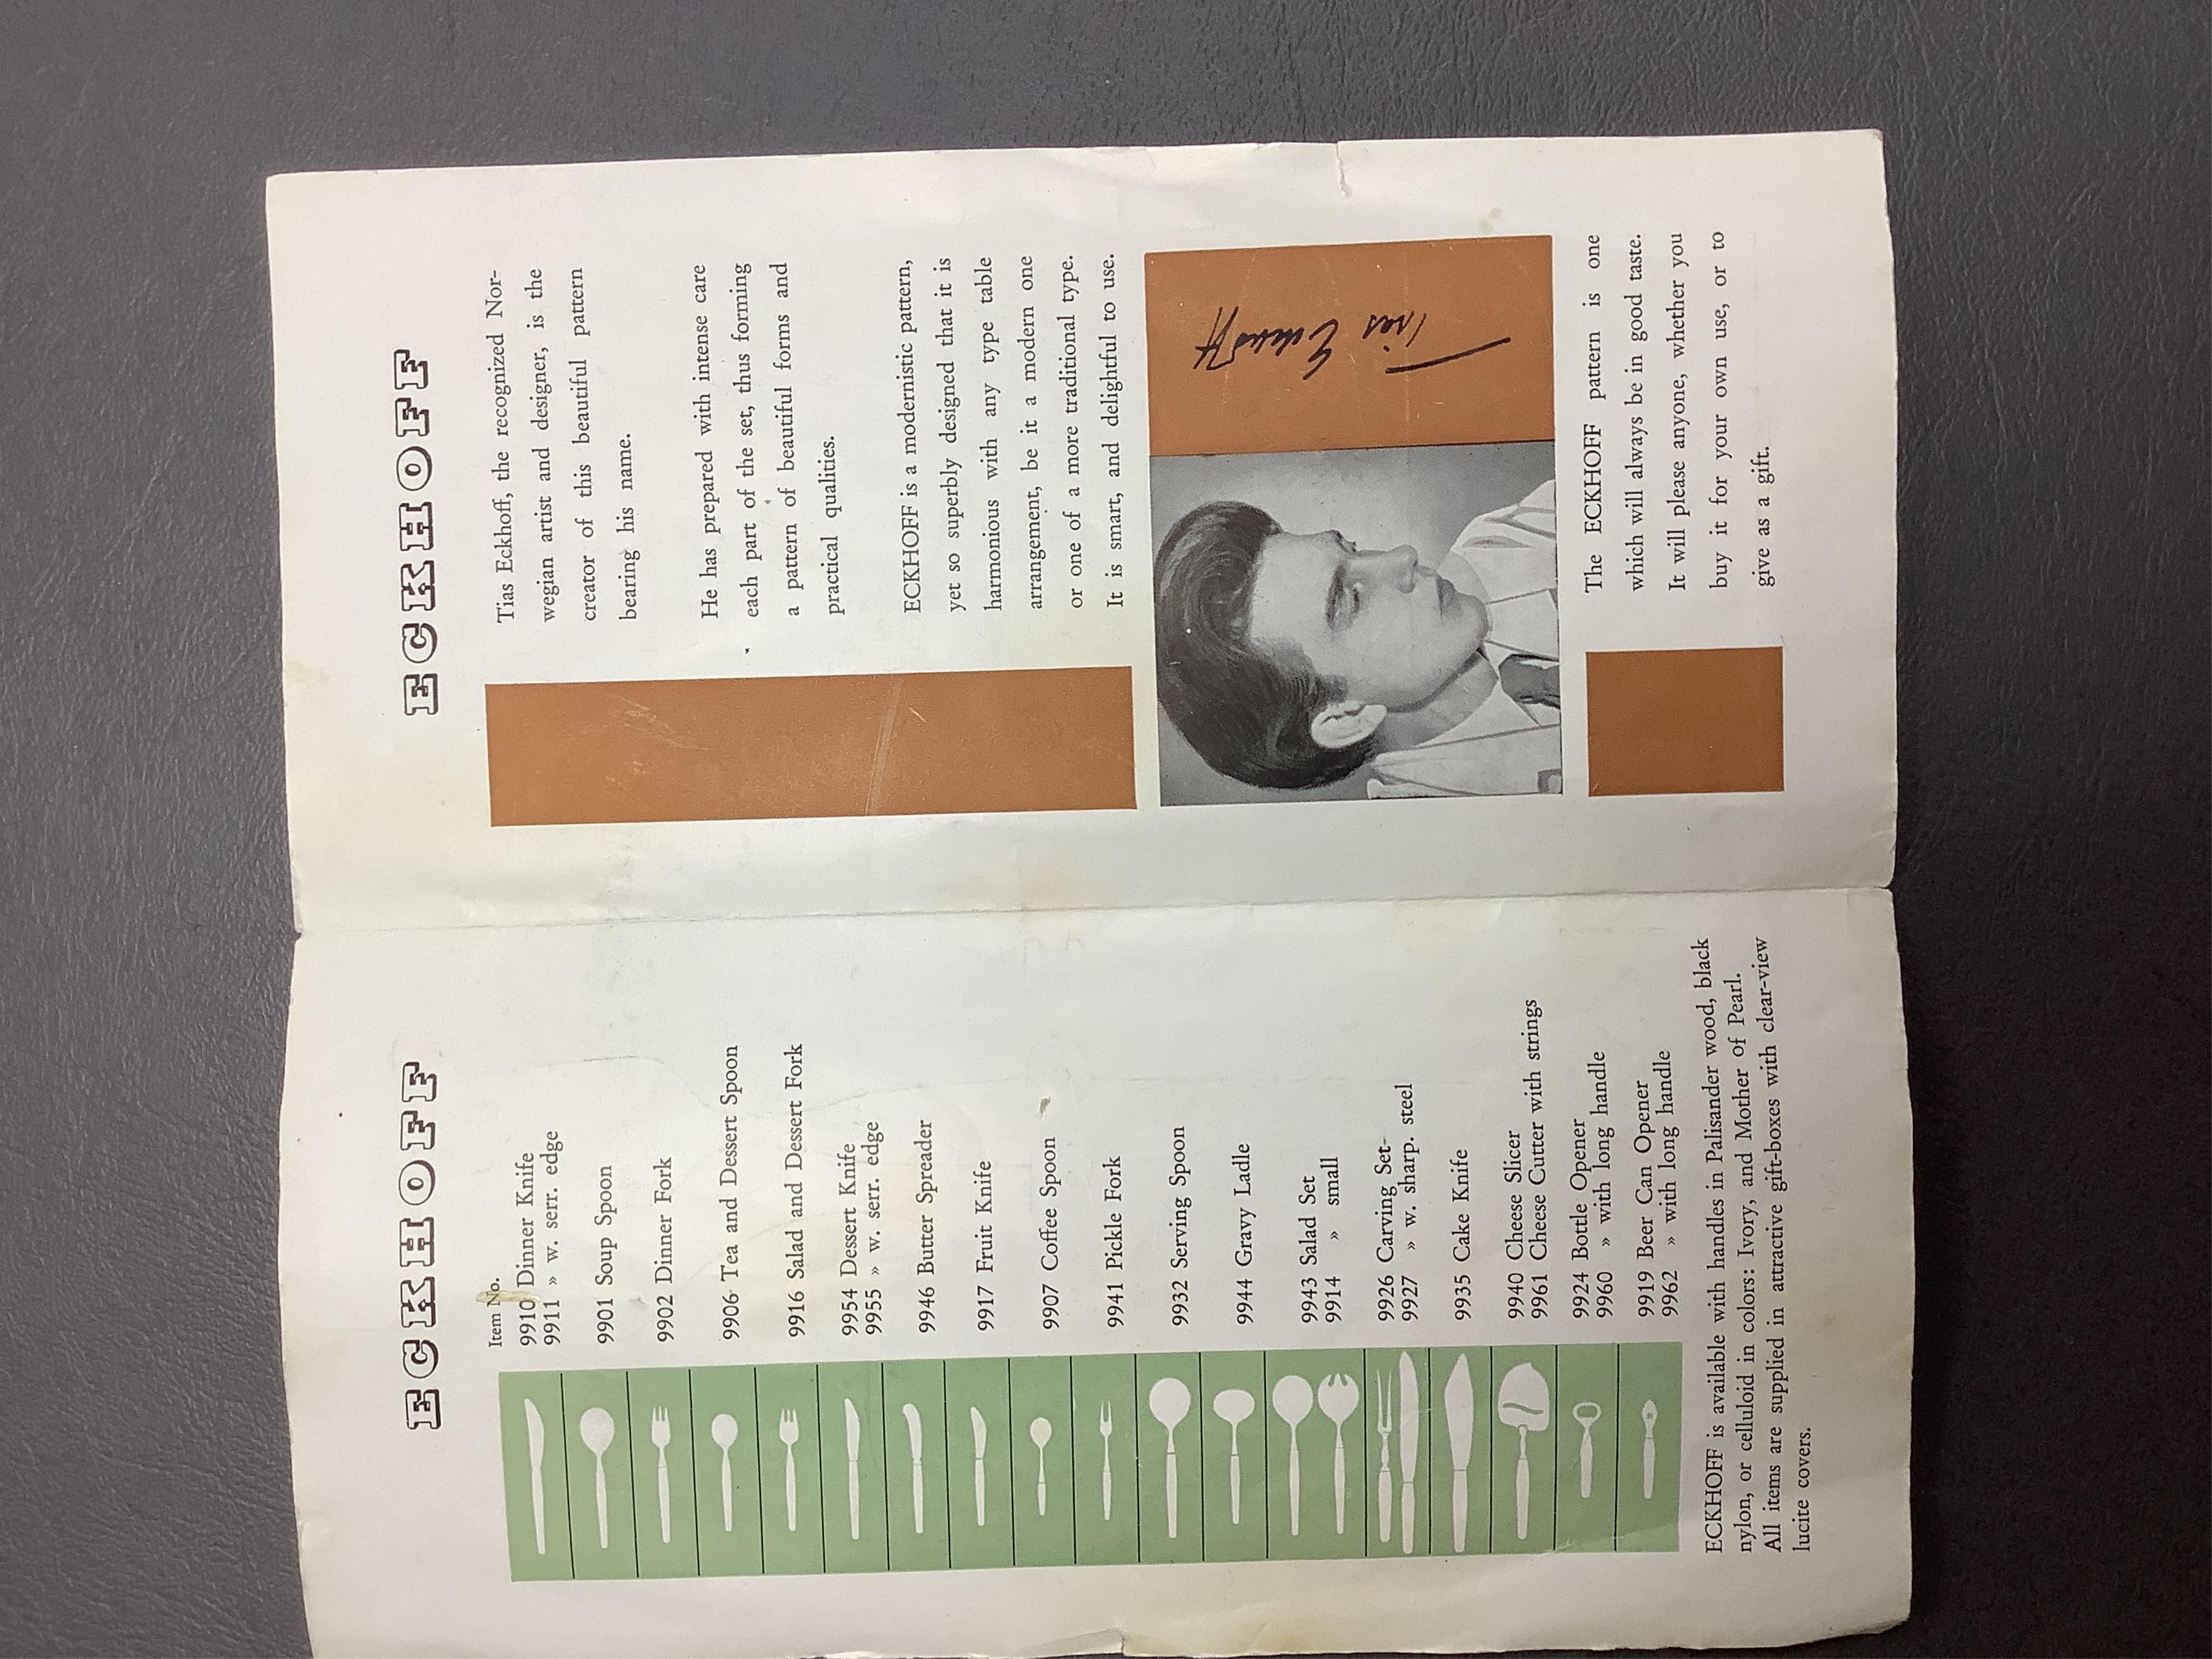 ECKHOFF
Item No.
9910 Dinner Knife
9911 » w. serr. edge
9901 Soup Spoon
9902 Dinner Fork
9906 Tea and Dessert Spoon
9916 Salad and Dessert Fork
9954 Dessert Knife
9955 » w. serr. edge
9946 Butter Spreader
9917 Fruit Knife
9907 Coffee Spoon
9941 Pickle Fork
9932 Serving Spoon
9944 Gravy Ladle
9943 Salad Set
9914 » small
9926 Carving Set
9927 » w. sharp. steel
9935 Cake Knife
9940 Cheese Slicer
9961 Cheese Cutter with strings
9924 Bottle Opener
9960 » with long handle
9919 Beer Can Opener
9962 » with long handle
ECKHOFF is available with handles in Palisander wood, black
nylon, or celluloid in colors: Ivory, and Mother of Pearl.
All items are supplied in attractive gift-boxes with clear-view
lucite covers.
ECKHOFF
Tias Eckhoff, the recognized Nor-
wegian artist and designer, is the
creator of this beautiful pattern
bearing his name.
He has prepared with intense care
each part of the set, thus forming
a pattern of beautiful forms and
practical qualities.
ECKHOFF is a modernistic pattern,
yet so superbly designed that it is
harmonious with any type table
arrangement, be it a modern one
or one of a more traditional type.
It is smart, and delightful to use.
Tias Eckhoff
The ECKHOFF pattern is one
which will always be in good taste.
It will please anyone, whether you
buy it for your own use, or to
give as a gift.